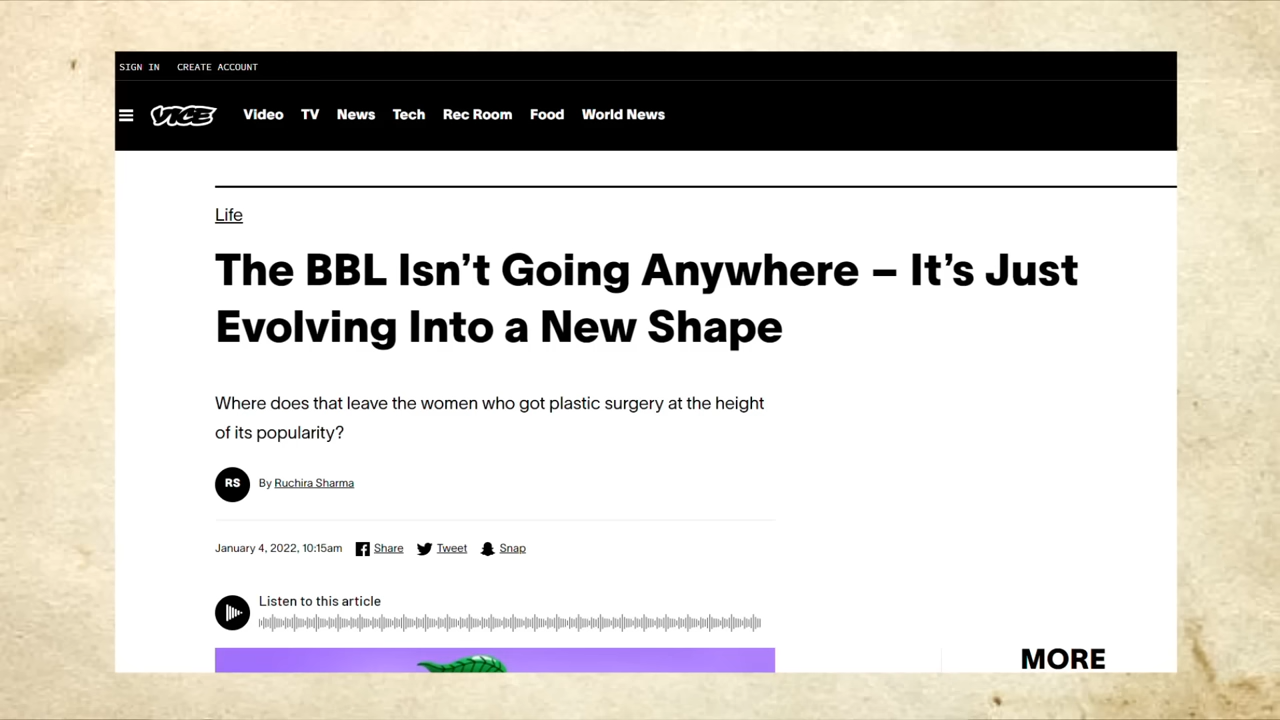 SIGN IN CREATE ACCOUNT
VICE Video TV News Tech Rec Room Food World News
Life
The BBL Isn’t Going Anywhere – It’s Just
Evolving Into a New Shape
Where does that leave the women who got plastic surgery at the height
of its popularity?
RS By Ruchira Sharma
January 4, 2022, 10:15am Share Tweet Snap
Listen to this article
MORE